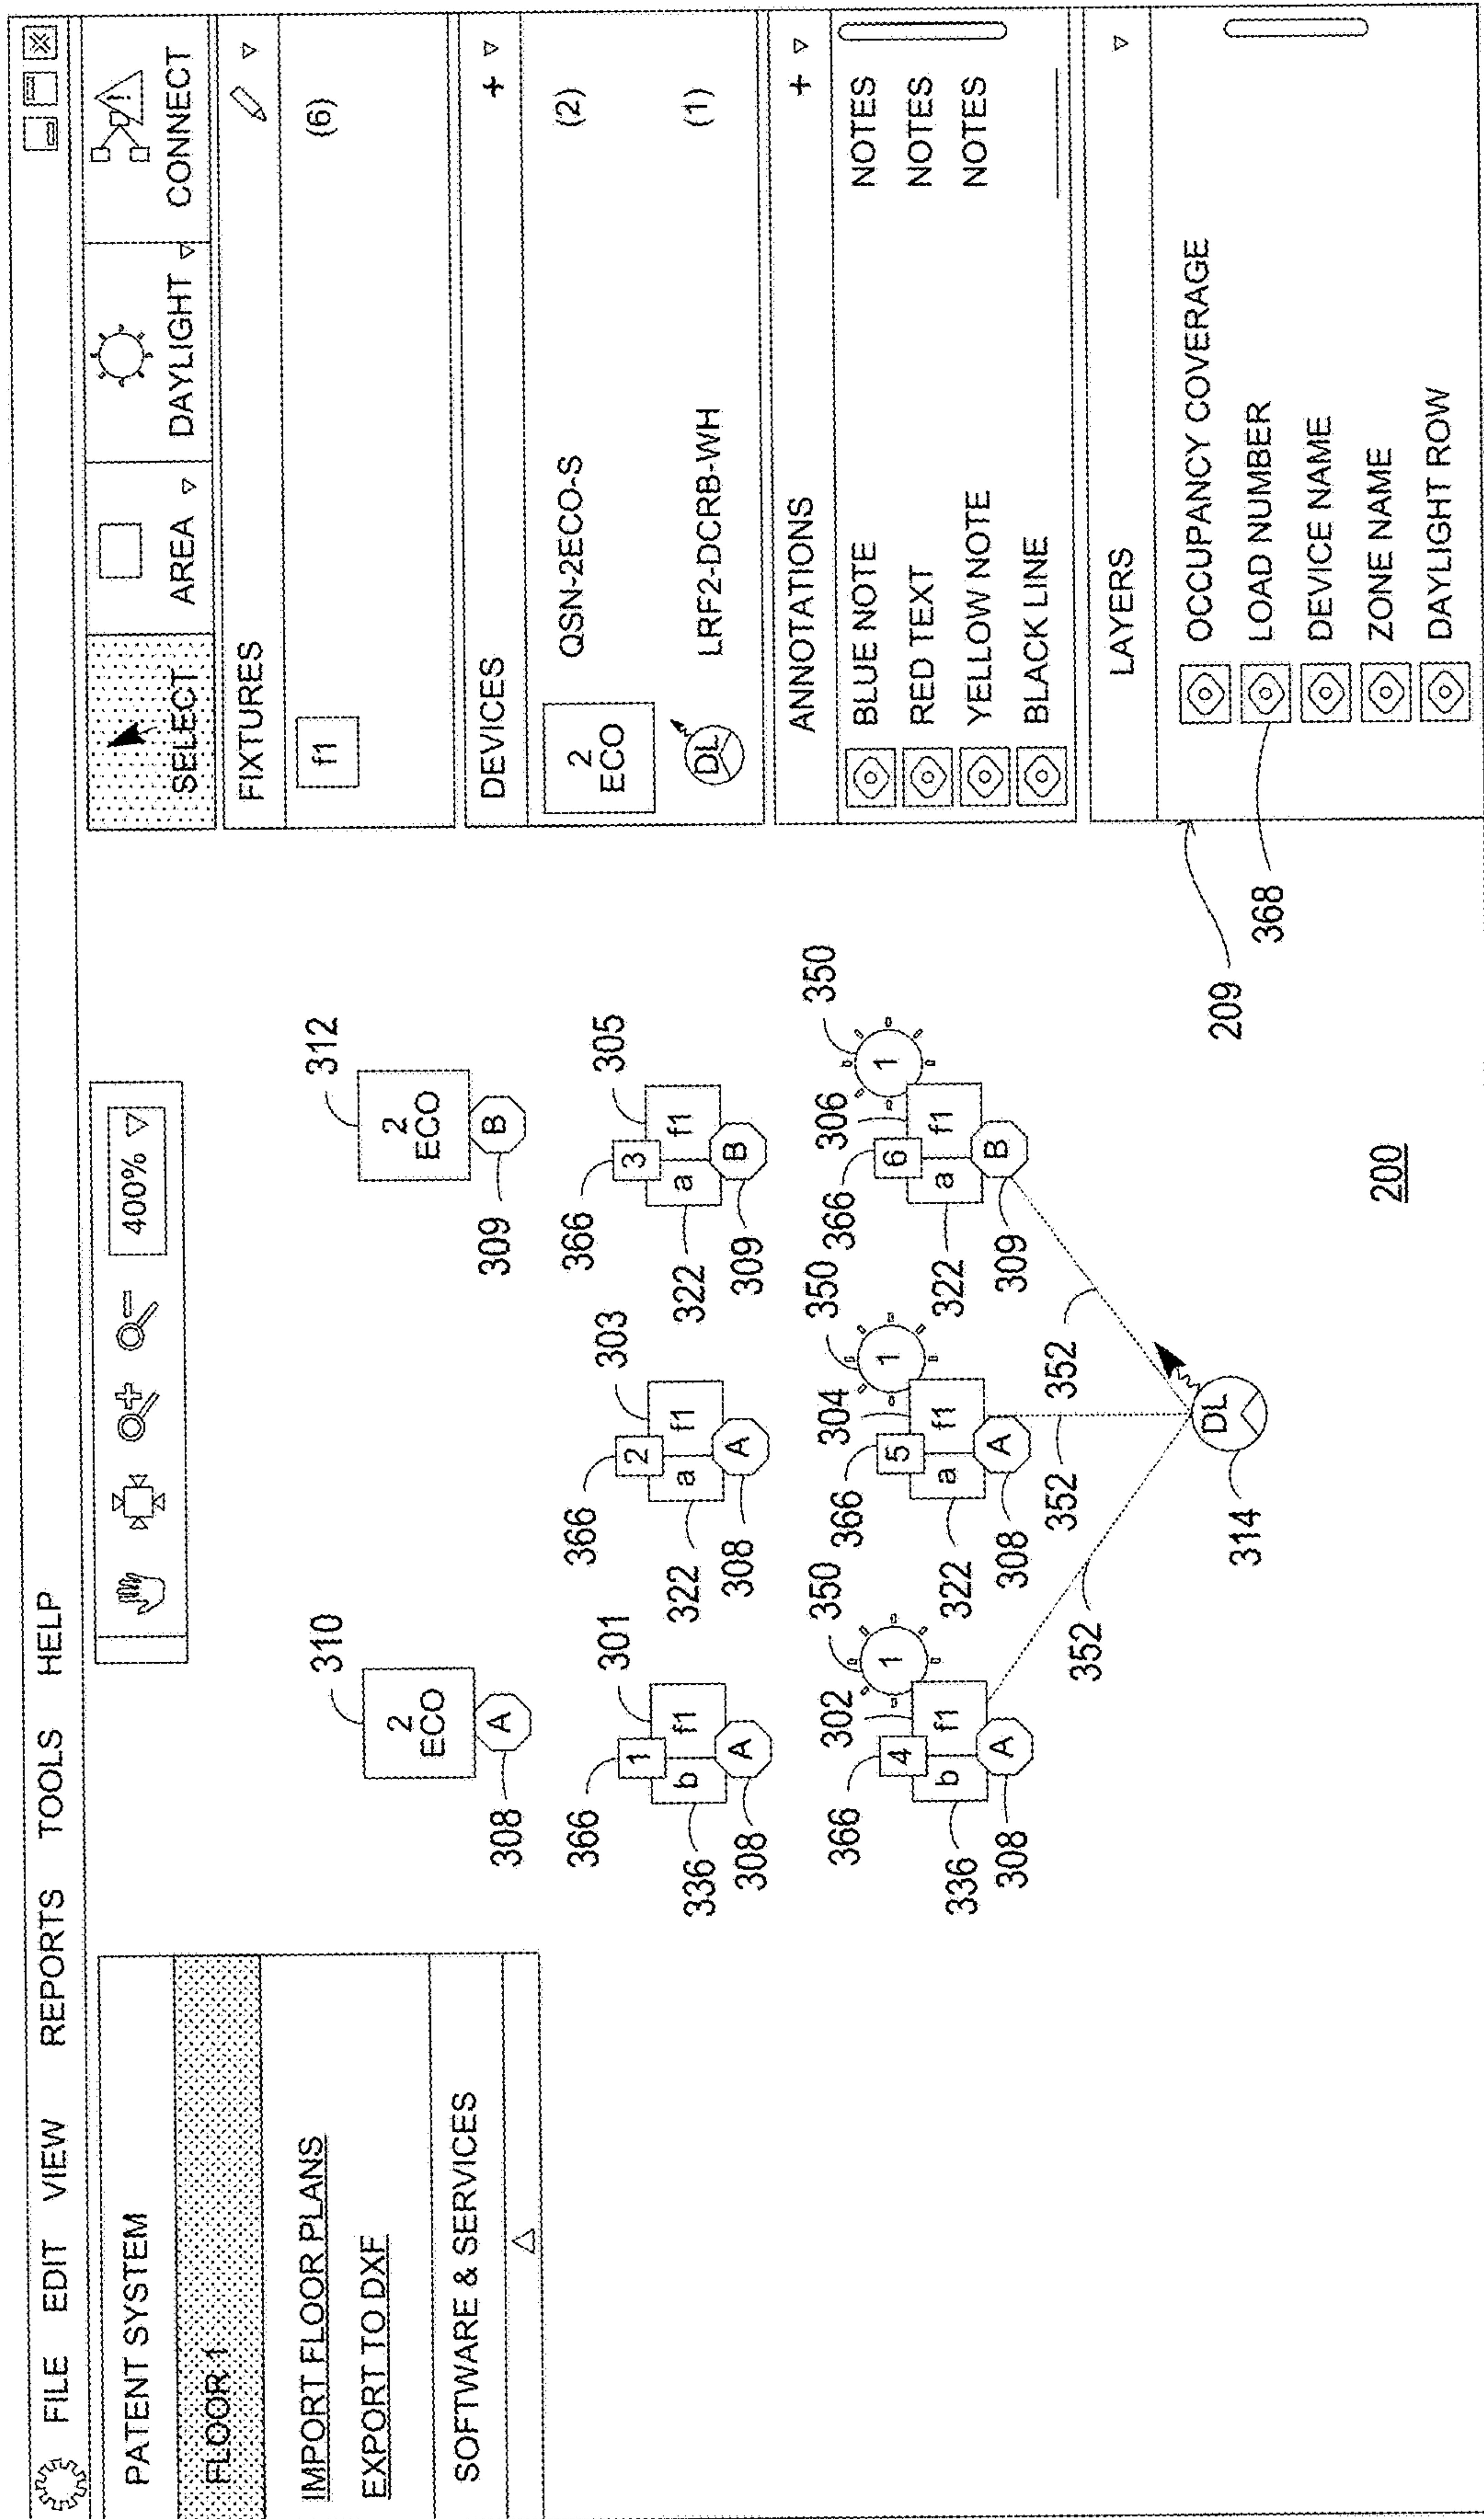 FILE EDIT VIEW REPORTS TOOLS HELP
PATENT SYSTEM
FLOOR 1
IMPORT FLOOR PLANS
EXPORT TO DXF
SOFTWARE & SERVICES
400%
310
2
ECO
A
308
312
2
ECO
B
309
366
301
1
b
f1
A
336
308
366
303
2
a
f1
A
322
308
366
305
3
a
f1
B
322
309
350
302
366
4
b
f1
1
A
336
308
350
304
366
5
a
f1
1
A
322
308
350
306
366
6
a
f1
1
B
322
309
352
352
352
DL
314
200
SELECT
AREA
DAYLIGHT
CONNECT
FIXTURES
f1 (6)
DEVICES +
2
ECO
QSN-2ECO-S (2)
DL LRF2-DCRB-WH (1)
ANNOTATIONS +
BLUE NOTE NOTES
RED TEXT NOTES
YELLOW NOTE NOTES
BLACK LINE
LAYERS
OCCUPANCY COVERAGE
LOAD NUMBER
DEVICE NAME
ZONE NAME
DAYLIGHT ROW
209
368